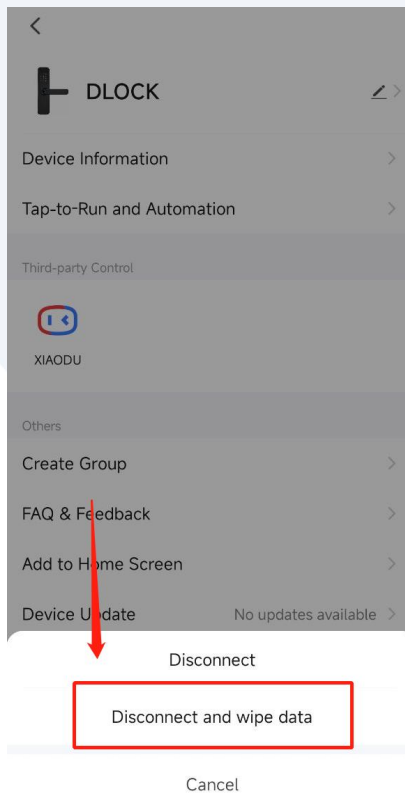 DLOCK
Device Information
Tap-to-Run and Automation
Third-party Control
XIAODU
Others
Create Group
FAQ & Feedback
Add to Home Screen
Device Update No updates available
Disconnect
Disconnect and wipe data
Cancel